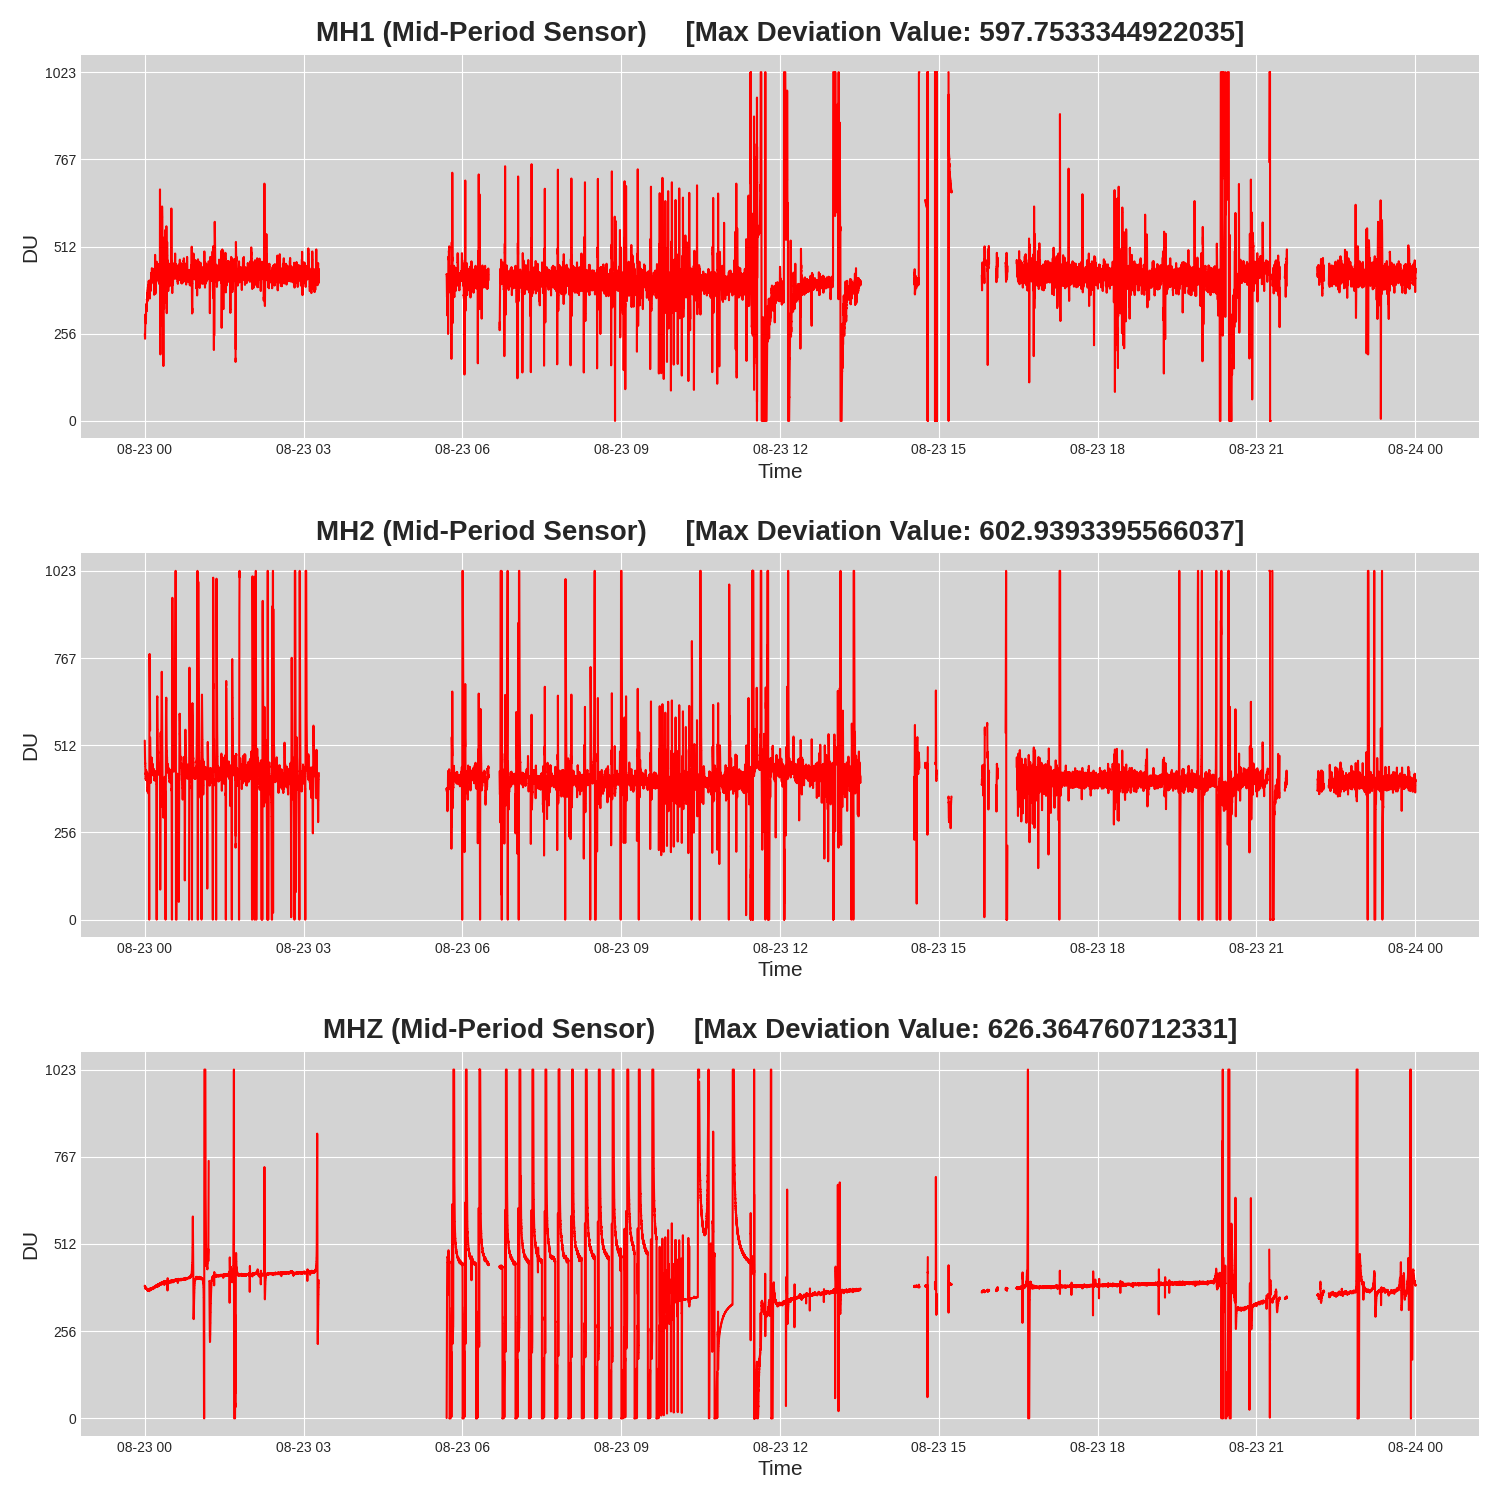 MH1 (Mid-Period Sensor) [Max Deviation Value: 597.7533344922035]
1023
767
512
256
0
DU
08-23 00 08-23 03 08-23 06 08-23 09 08-23 12 08-23 15 08-23 18 08-23 21 08-24 00
Time
MH2 (Mid-Period Sensor) [Max Deviation Value: 602.9393395566037]
1023
767
512
256
0
DU
08-23 00 08-23 03 08-23 06 08-23 09 08-23 12 08-23 15 08-23 18 08-23 21 08-24 00
Time
MHZ (Mid-Period Sensor) [Max Deviation Value: 626.364760712331]
1023
767
512
256
0
DU
08-23 00 08-23 03 08-23 06 08-23 09 08-23 12 08-23 15 08-23 18 08-23 21 08-24 00
Time